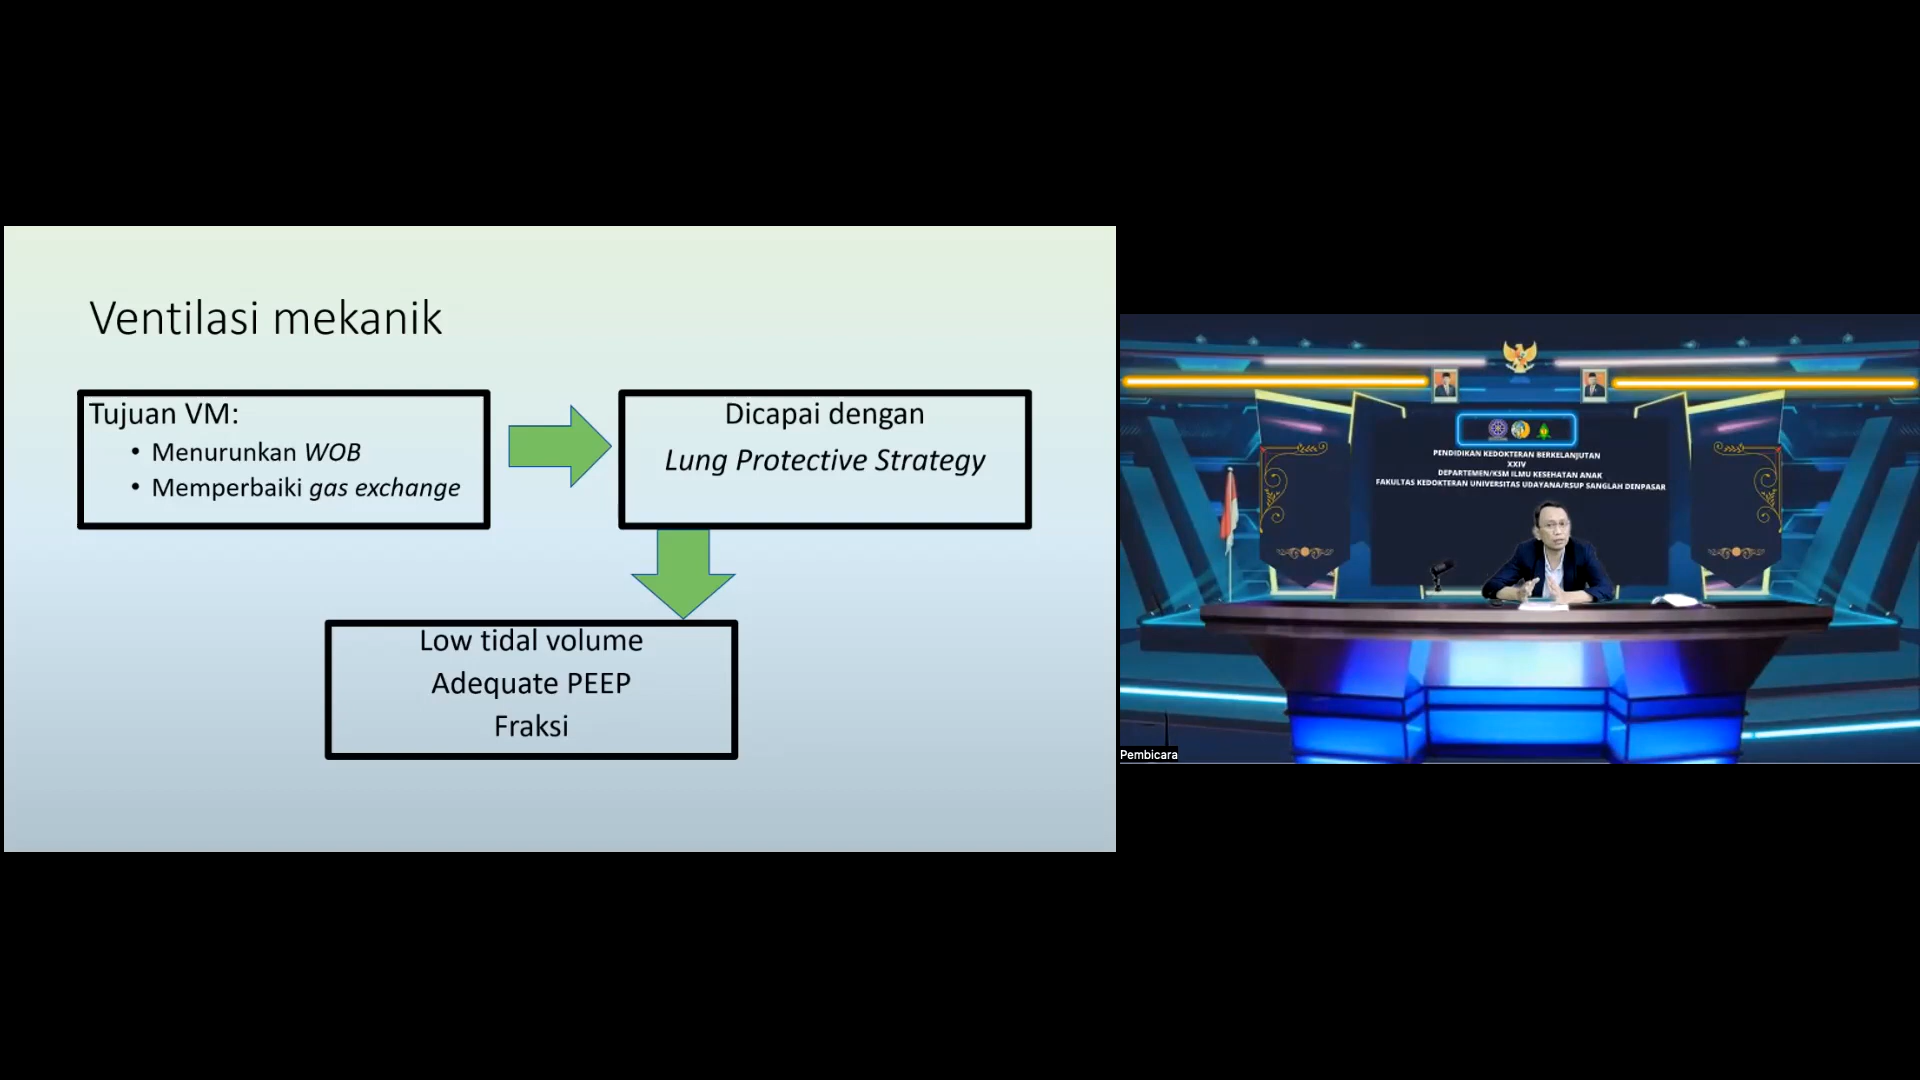 Ventilasi mekanik
Tujuan VM:
• Menurunkan WOB
• Memperbaiki gas exchange
Dicapai dengan
Lung Protective Strategy
Low tidal volume
Adequate PEEP
Fraksi
PENDIDIKAN KEDOKTERAN BERKELANJUTAN
XXIV
DEPARTEMEN/KSM ILMU KESEHATAN ANAK
FAKULTAS KEDOKTERAN UNIVERSITAS UDAYANA/RSUP SANGLAH DENPASAR
Pembicara